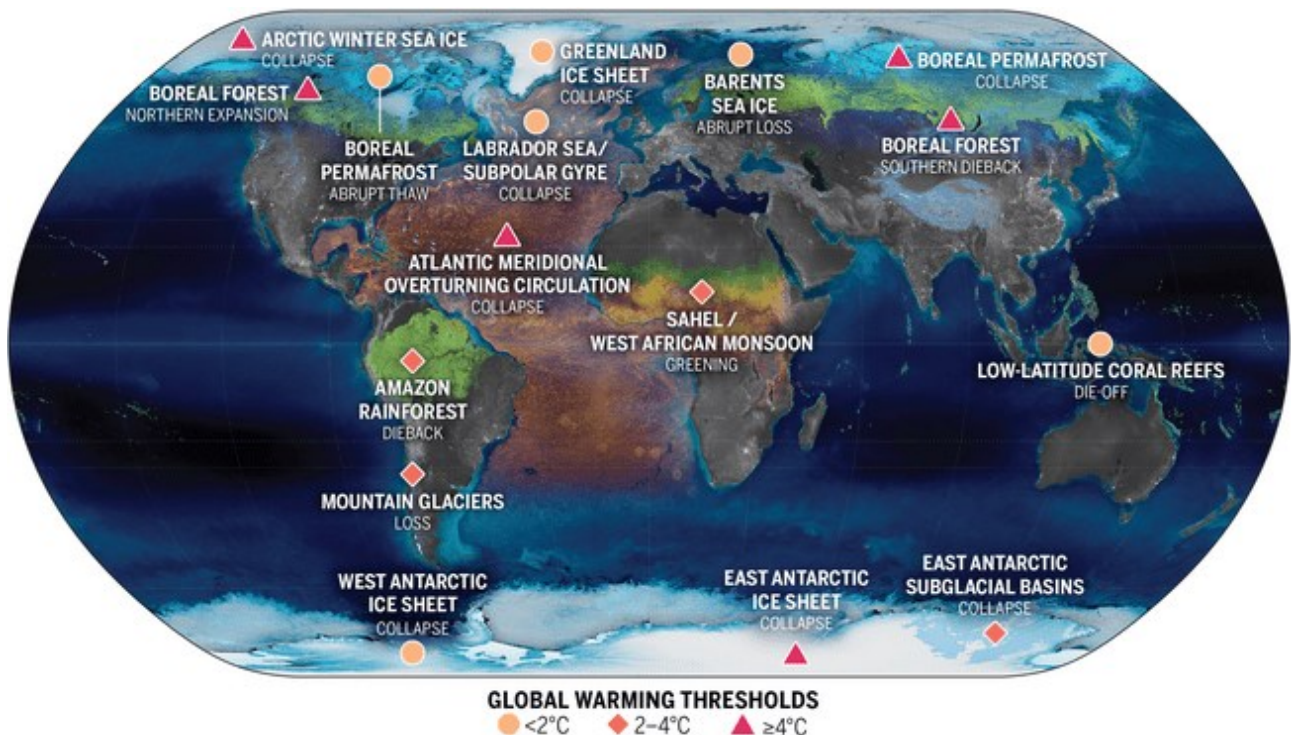 ARCTIC WINTER SEA ICE
COLLAPSE
BOREAL FOREST
NORTHERN EXPANSION
BOREAL
PERMAFROST
ABRUPT THAW
GREENLAND
ICE SHEET
COLLAPSE
LABRADOR SEA/
SUBPOLAR GYRE
COLLAPSE
BARENTS
SEA ICE
ABRUPT LOSS
BOREAL PERMAFROST
COLLAPSE
BOREAL FOREST
SOUTHERN DIEBACK
ATLANTIC MERIDIONAL
OVERTURNING CIRCULATION
COLLAPSE
SAHEL /
WEST AFRICAN MONSOON
GREENING
LOW-LATITUDE CORAL REEFS
DIE-OFF
AMAZON
RAINFOREST
DIEBACK
MOUNTAIN GLACIERS
LOSS
WEST ANTARCTIC
ICE SHEET
COLLAPSE
EAST ANTARCTIC
ICE SHEET
COLLAPSE
EAST ANTARCTIC
SUBGLACIAL BASINS
COLLAPSE
GLOBAL WARMING THRESHOLDS
<2°C 2–4°C ≥4°C